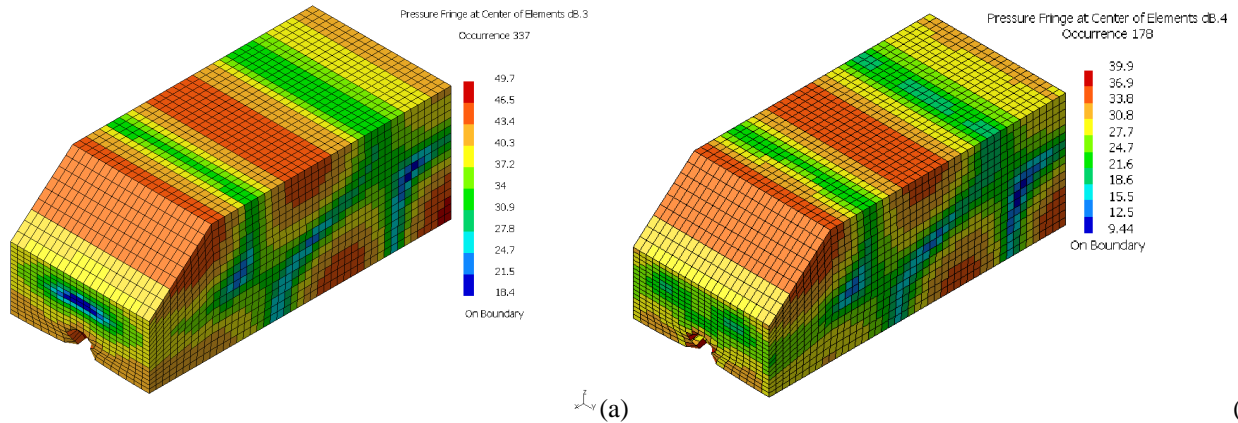 Pressure Fringe at Center of Elements dB.3
Occurrence 337
49.7
46.5
43.4
40.3
37.2
34
30.9
27.8
24.7
21.5
18.4
On Boundary
Z
X Y
(a)
Pressure Fringe at Center of Elements dB.4
Occurrence 178
39.9
36.9
33.8
30.8
27.7
24.7
21.6
18.6
15.5
12.5
9.44
On Boundary
(